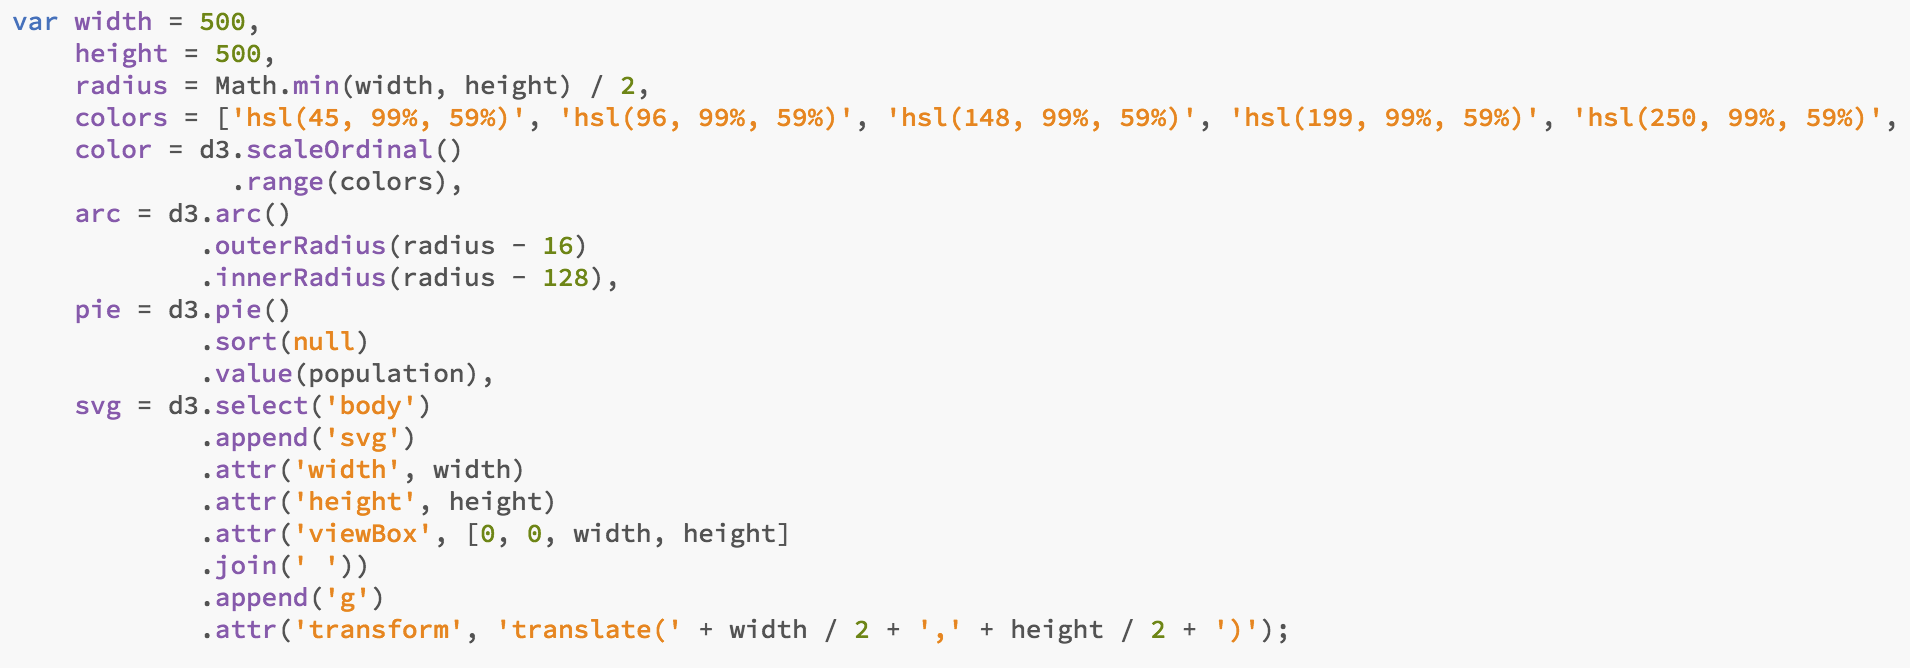 var width = 500,
    height = 500,
    radius = Math.min(width, height) / 2,
    colors = ['hsl(45, 99%, 59%)', 'hsl(96, 99%, 59%)', 'hsl(148, 99%, 59%)', 'hsl(199, 99%, 59%)', 'hsl(250, 99%, 59%)',
    color = d3.scaleOrdinal()
              .range(colors),
    arc = d3.arc()
            .outerRadius(radius - 16)
            .innerRadius(radius - 128),
    pie = d3.pie()
            .sort(null)
            .value(population),
    svg = d3.select('body')
            .append('svg')
            .attr('width', width)
            .attr('height', height)
            .attr('viewBox', [0, 0, width, height]
            .join(' '))
            .append('g')
            .attr('transform', 'translate(' + width / 2 + ',' + height / 2 + ')');